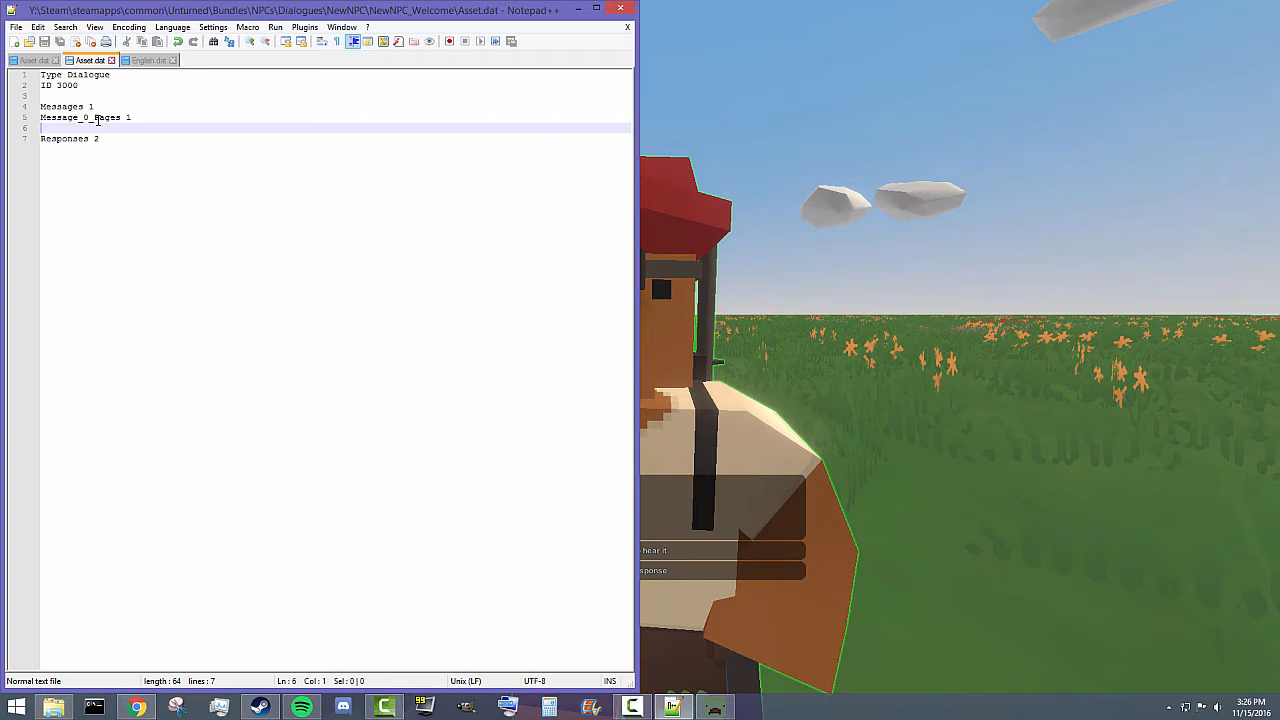 Y:\Steam\steamapps\common\Unturned\Bundles\NPCs\Dialogues\NewNPC\NewNPC_Welcome\Asset.dat - Notepad++
File Edit Search View Encoding Language Settings Macro Run Plugins Window ? X
Asset.dat Asset.dat English.dat
1 Type Dialogue
2 ID 3000
3
4 Messages 1
5 Message_0_Pages 1
6
7 Responses 2
hear it
sponse
Normal text file length : 64 lines : 7 Ln : 6 Col : 1 Sel : 0 | 0 Unix (LF) UTF-8 INS
99
3:26 PM
11/15/2016